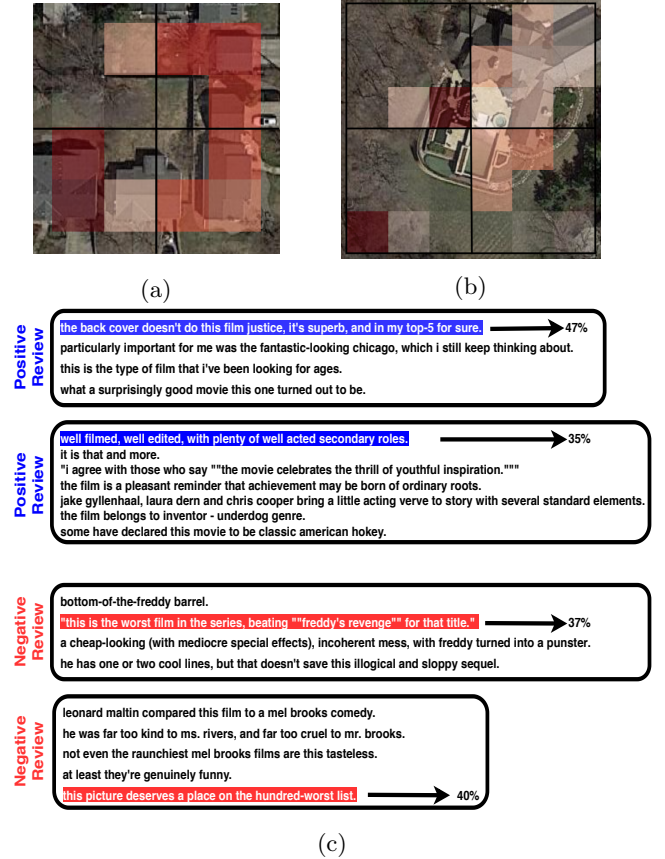 (a)
(b)
Positive
Review
the back cover doesn't do this film justice, it's superb, and in my top-5 for sure.
47%
particularly important for me was the fantastic-looking chicago, which i still keep thinking about.
this is the type of film that i've been looking for ages.
what a surprisingly good movie this one turned out to be.
Positive
Review
well filmed, well edited, with plenty of well acted secondary roles.
35%
it is that and more.
"i agree with those who say ""the movie celebrates the thrill of youthful inspiration."""
the film is a pleasant reminder that achievement may be born of ordinary roots.
jake gyllenhaal, laura dern and chris cooper bring a little acting verve to story with several standard elements.
the film belongs to inventor - underdog genre.
some have declared this movie to be classic american hokey.
Negative
Review
bottom-of-the-freddy barrel.
"this is the worst film in the series, beating ""freddy's revenge"" for that title."
37%
a cheap-looking (with mediocre special effects), incoherent mess, with freddy turned into a punster.
he has one or two cool lines, but that doesn't save this illogical and sloppy sequel.
Negative
Review
leonard maltin compared this film to a mel brooks comedy.
he was far too kind to ms. rivers, and far too cruel to mr. brooks.
not even the raunchiest mel brooks films are this tasteless.
at least they're genuinely funny.
this picture deserves a place on the hundred-worst list.
40%
(c)